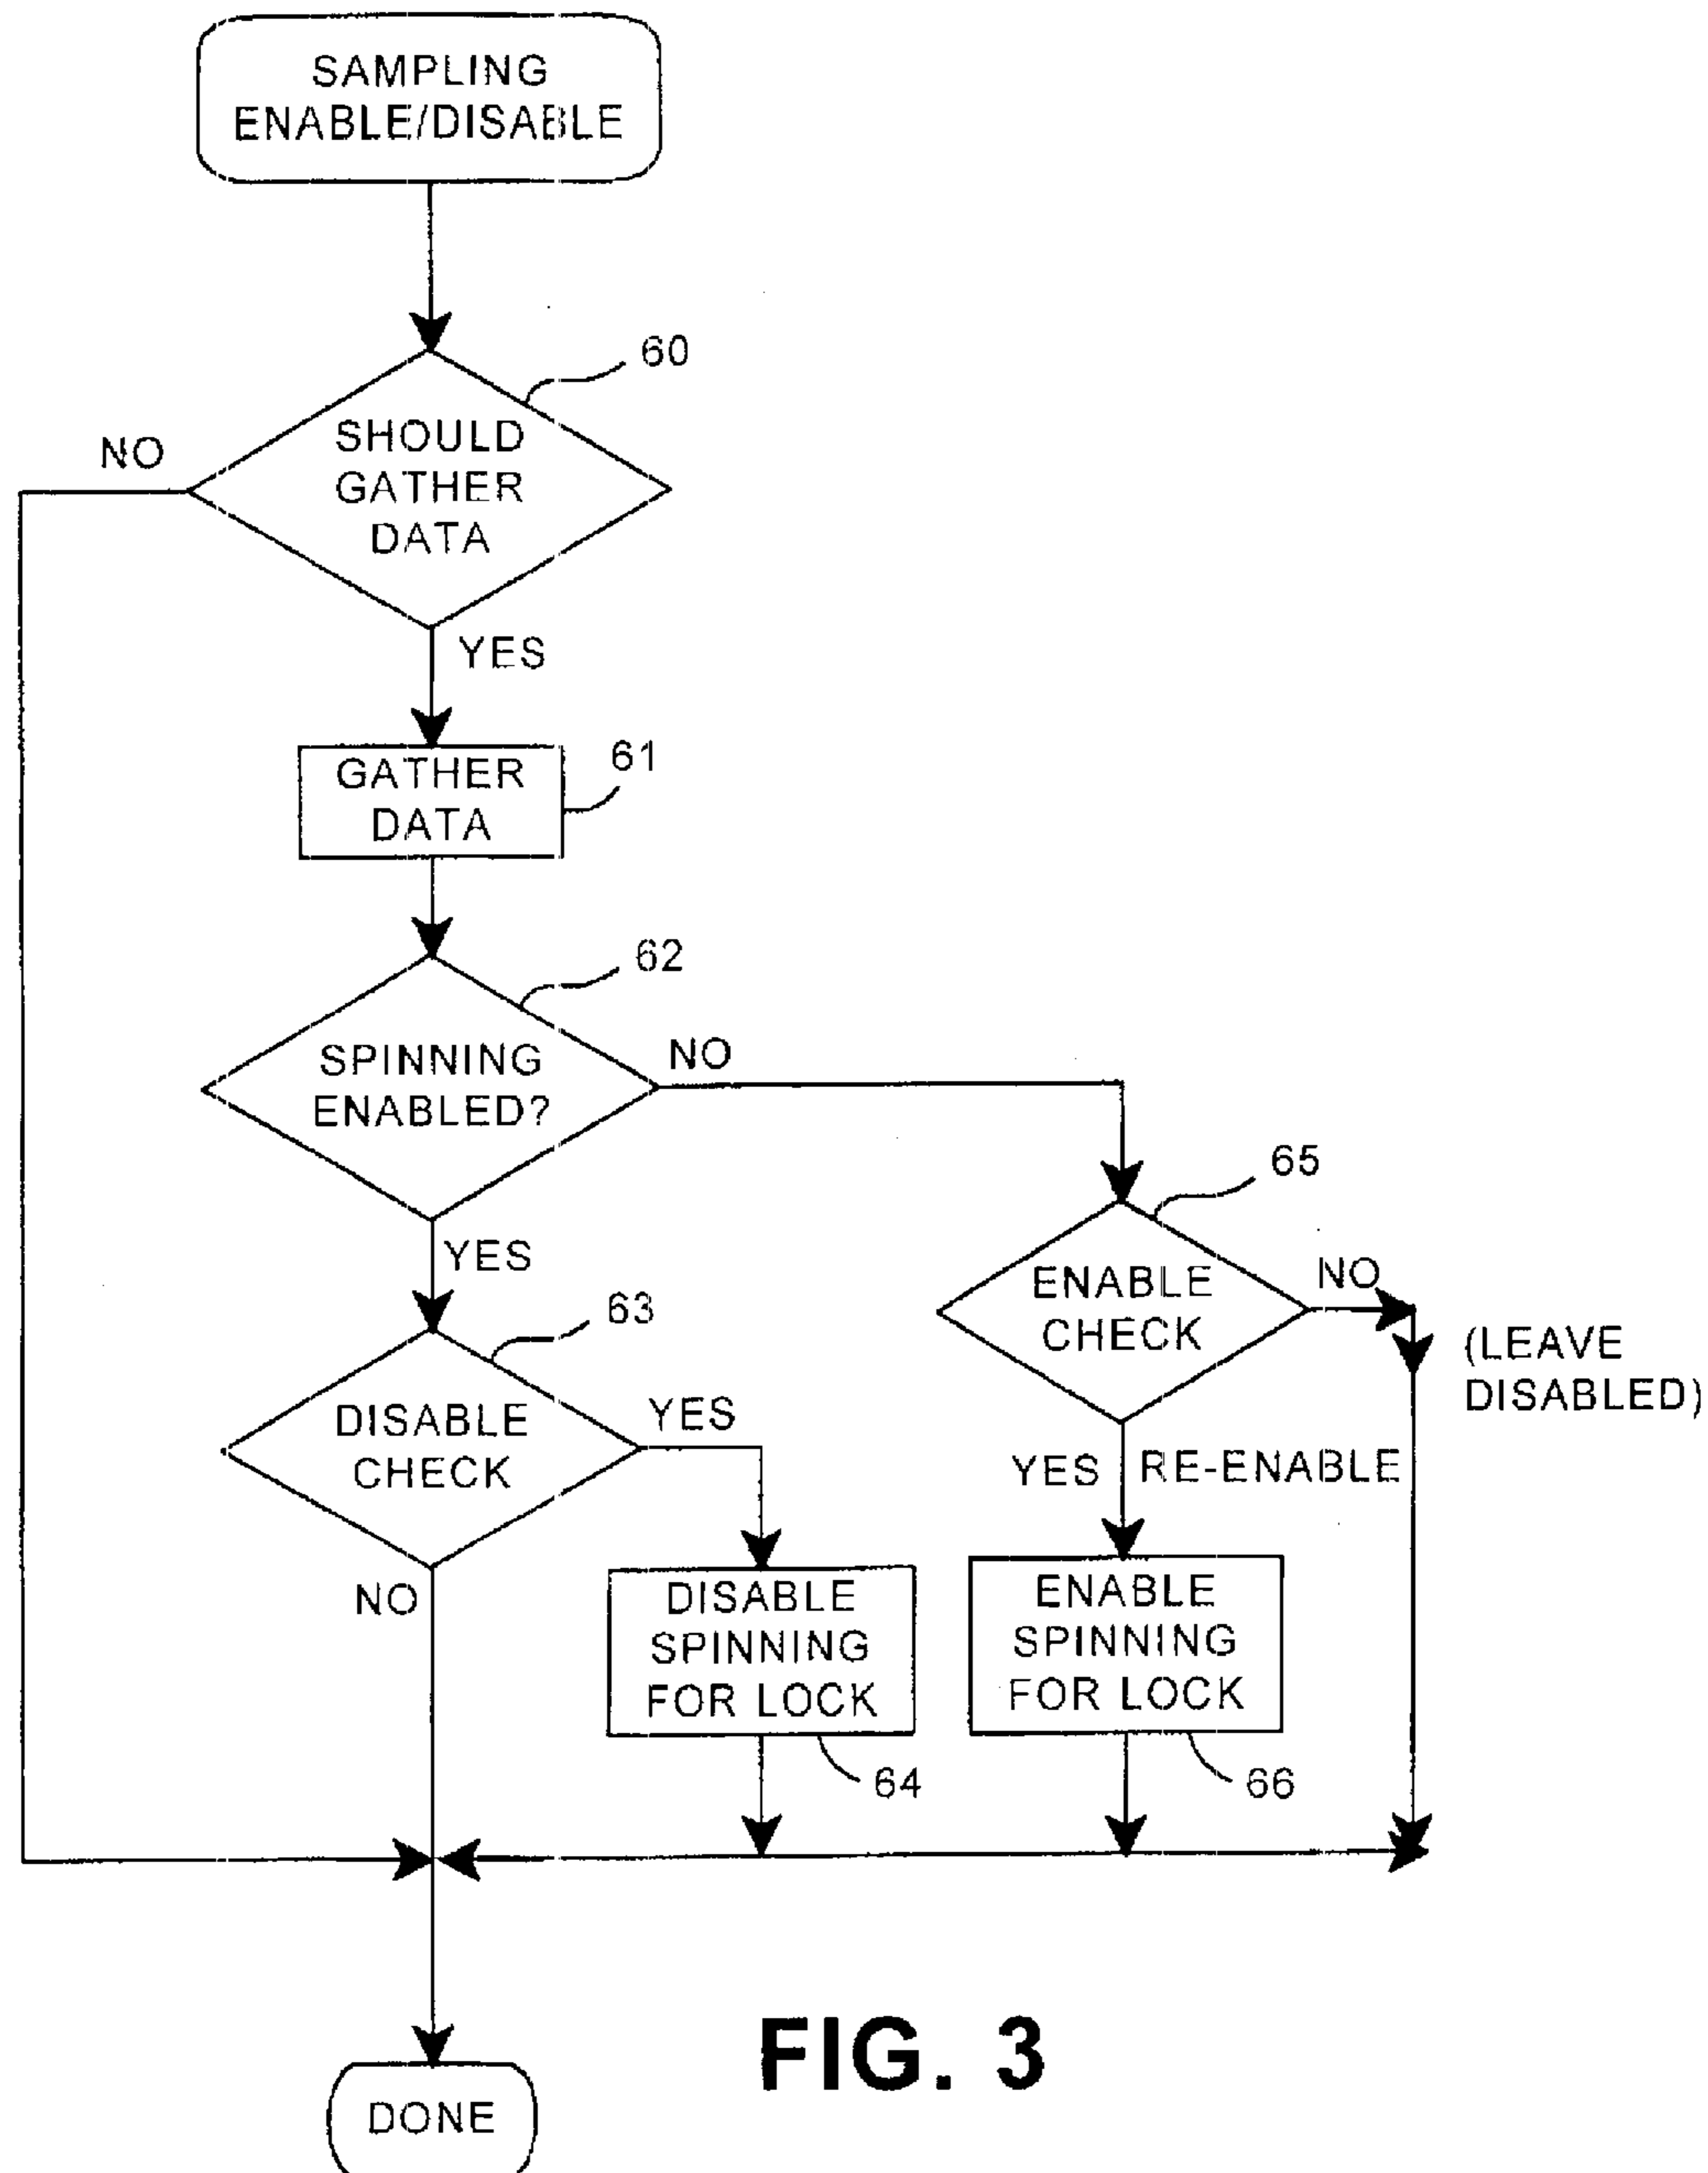 SAMPLING
ENABLE/DISABLE
60
NO
SHOULD
GATHER
DATA
YES
61
GATHER
DATA
62
SPINNING
ENABLED?
NO
65
YES
63
ENABLE
CHECK
NO
(LEAVE
DISABLED)
DISABLE
CHECK
YES
YES
RE-ENABLE
NO
DISABLE
SPINNING
FOR LOCK
ENABLE
SPINNING
FOR LOCK
64
66
FIG. 3
DONE